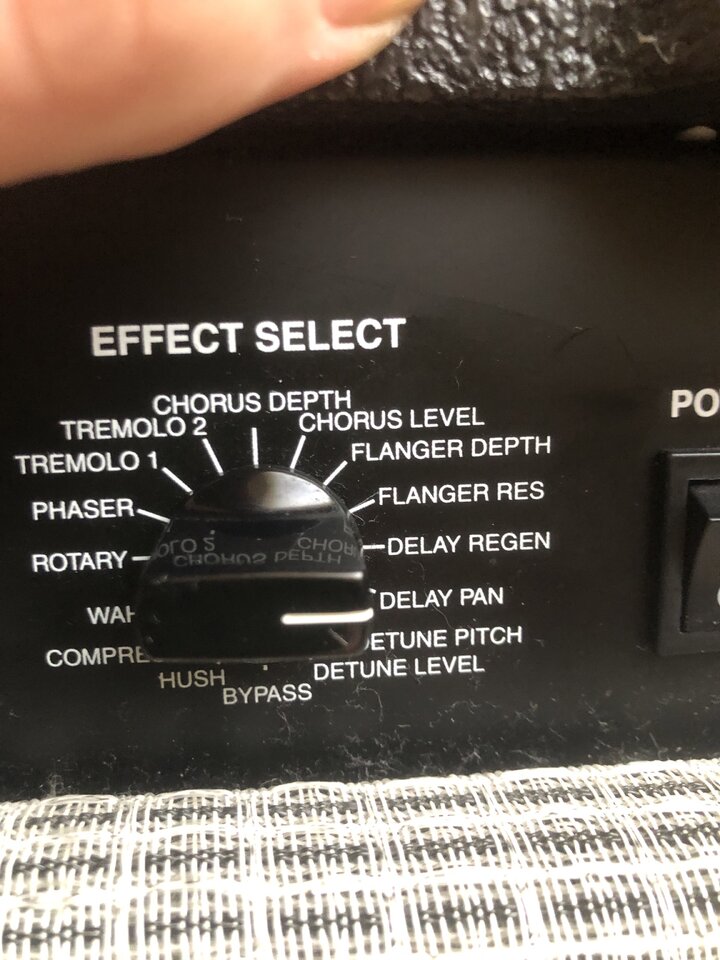 EFFECT SELECT
CHORUS DEPTH
TREMOLO 2
CHORUS LEVEL
TREMOLO 1
FLANGER DEPTH
PHASER
FLANGER RES
ROTARY
DELAY REGEN
DELAY PAN
DETUNE PITCH
HUSH
DETUNE LEVEL
BYPASS
PO